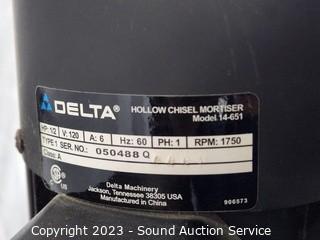 DELTA®
HOLLOW CHISEL MORTISER
Model 14-651
HP: 1/2 V: 120 A: 6 Hz: 60 PH: 1 RPM: 1750
TYPE 1 SER. NO.: 050488 Q
Class: A
Delta Machinery
Jackson, Tennessee 38305 USA
Manufactured in China
906573
Copyright 2023 - Sound Auction Service